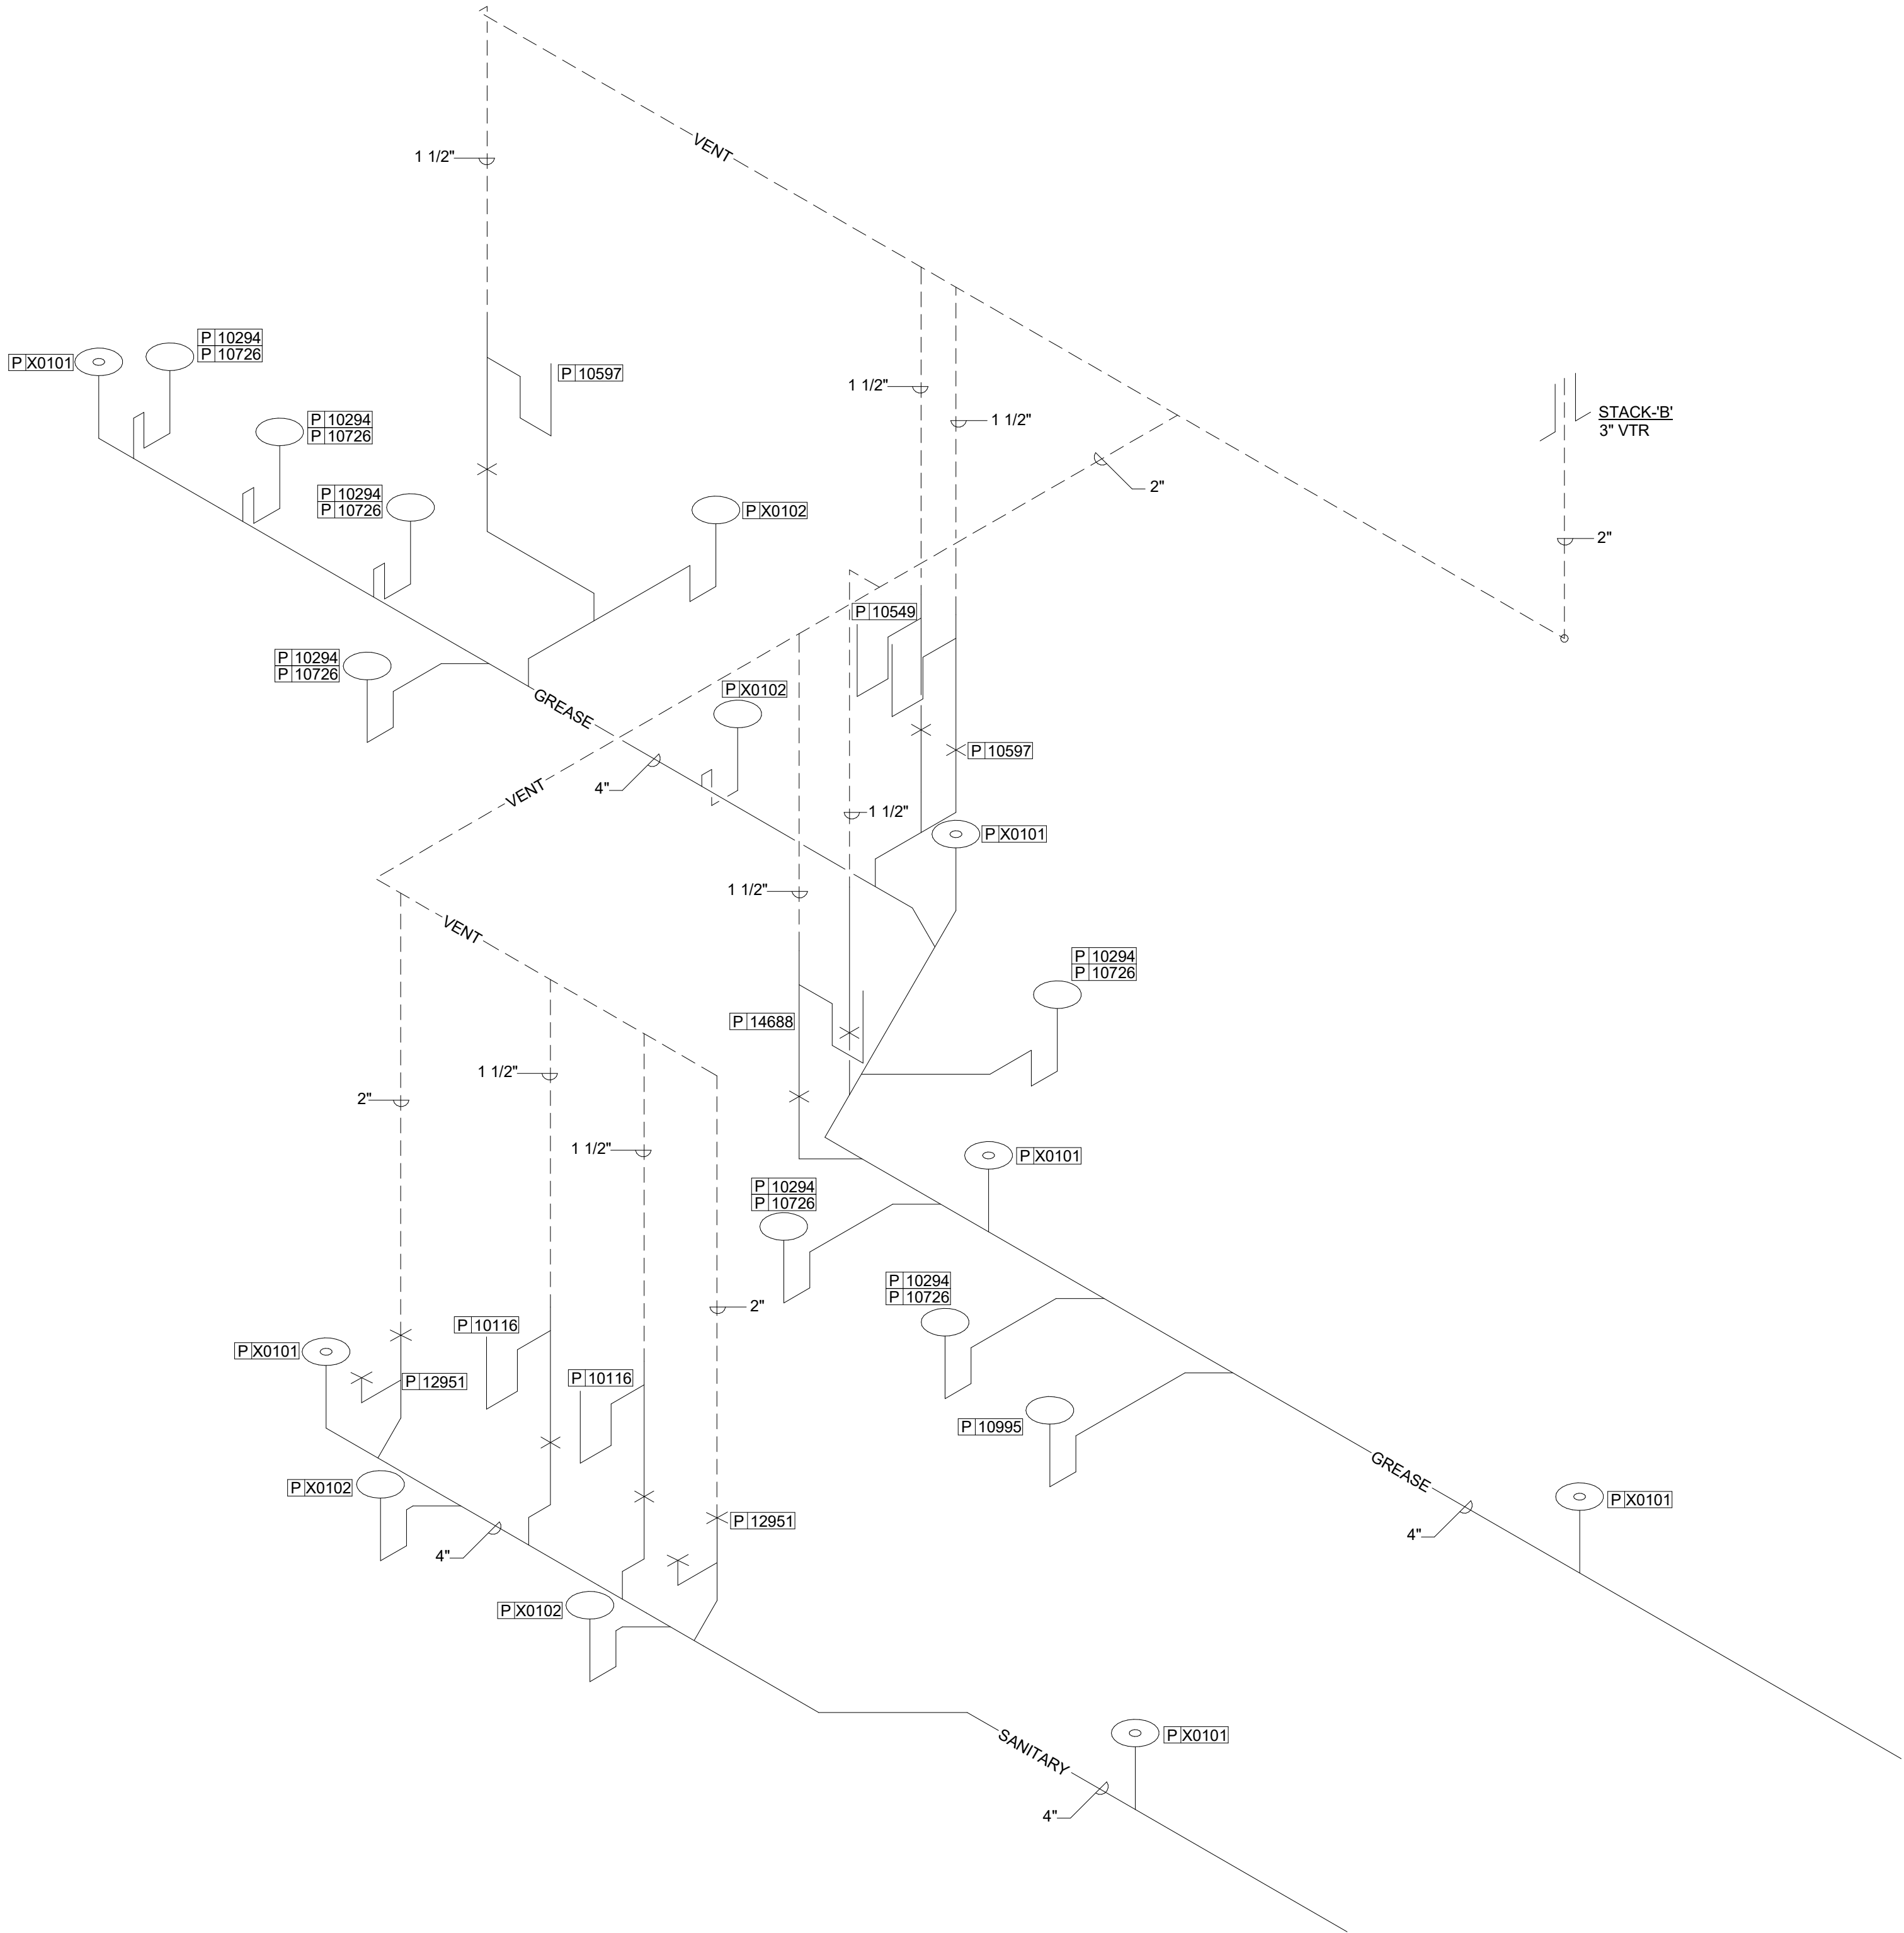 VENT
1 1/2"
P 10294
P 10726
P X0101
P 10597
1 1/2"
STACK-'B'
3" VTR
P 10294
P 10726
1 1/2"
2"
P 10294
P 10726
P X0102
2"
P 10549
P 10294
P 10726
P X0102
GREASE
P 10597
4"
VENT
1 1/2"
P X0101
1 1/2"
VENT
P 10294
P 10726
P 14688
1 1/2"
2"
1 1/2"
P X0101
P 10294
P 10726
P 10294
P 10726
2"
P 10116
P X0101
P 12951
P 10116
P 10995
GREASE
P X0102
P X0101
P 12951
4"
4"
P X0102
P X0101
SANITARY
4"